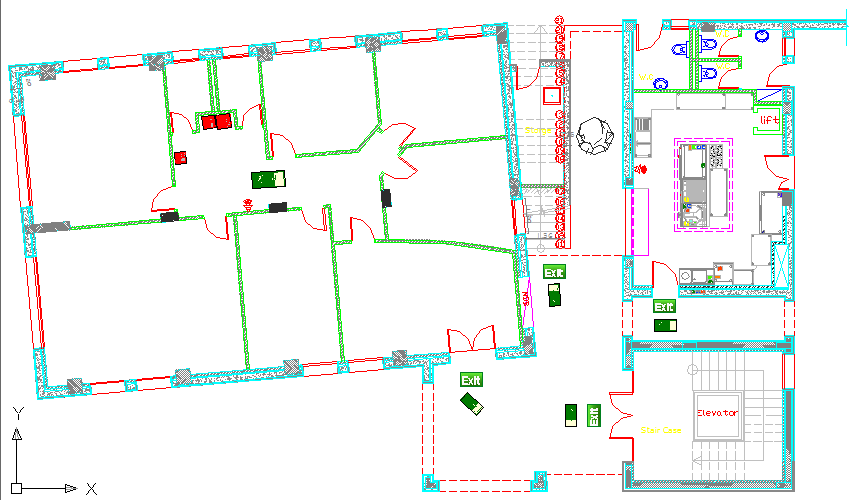 W.C
lift
Exit
Exit
Exit
Exit
Elevator
Stair Case
Y
X